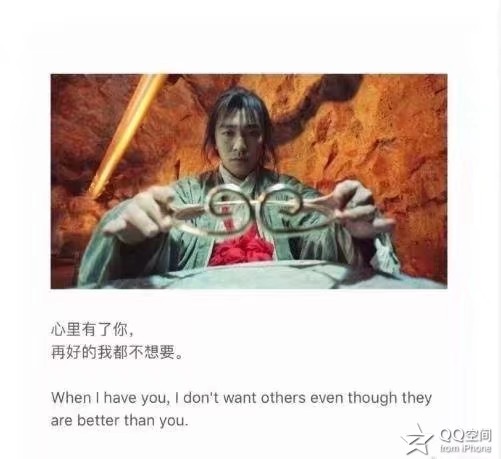 心里有了你，
再好的我都不想要。
When I have you, I don't want others even though they
are better than you.
QQ空间
from iPhone